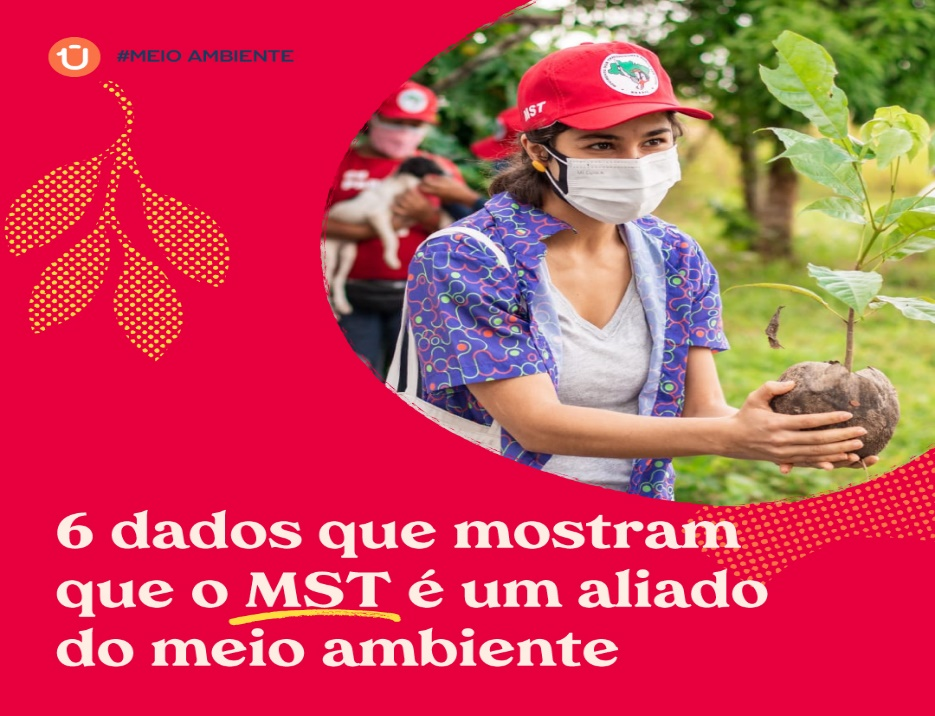 #MEIO AMBIENTE
MST
6 dados que mostram
que o MST é um aliado
do meio ambiente